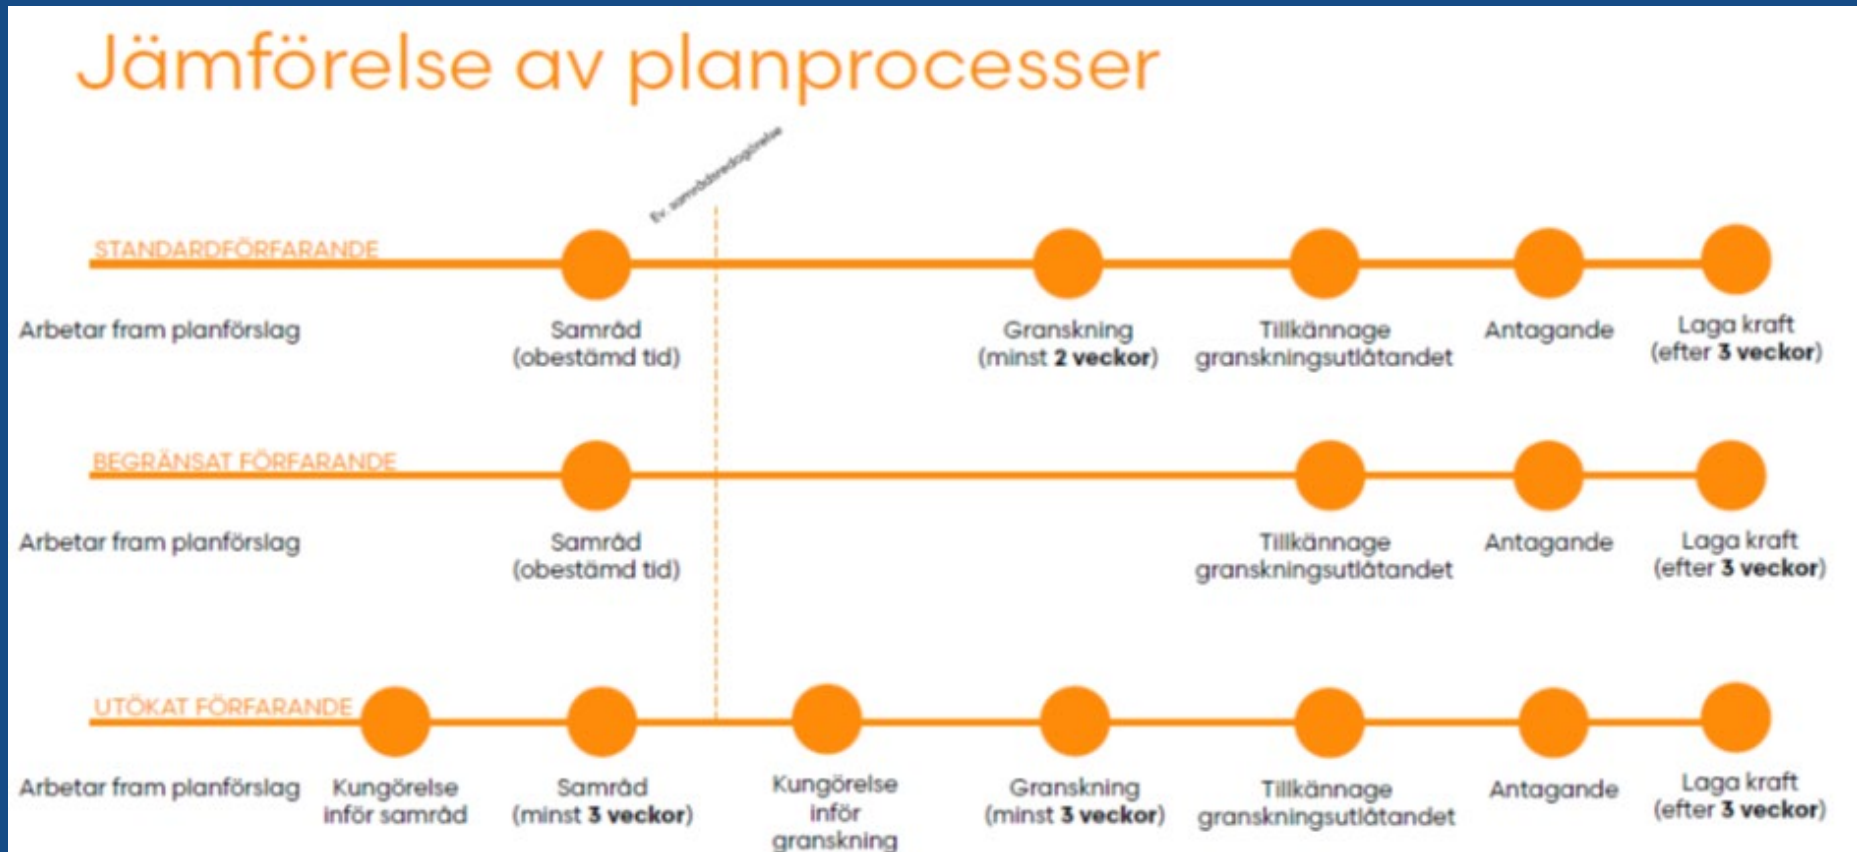 Jämförelse av planprocesser
Ev. samrådsredogörelse
STANDARDFÖRFARANDE
Arbetar fram planförslag
Samråd
(obestämd tid)
Granskning
(minst 2 veckor)
Tillkännage
granskningsutlåtandet
Antagande
Laga kraft
(efter 3 veckor)
BEGRÄNSAT FÖRFARANDE
Arbetar fram planförslag
Samråd
(obestämd tid)
Tillkännage
granskningsutlåtandet
Antagande
Laga kraft
(efter 3 veckor)
UTÖKAT FÖRFARANDE
Arbetar fram planförslag
Kungörelse
inför samråd
Samråd
(minst 3 veckor)
Kungörelse
inför
granskning
Granskning
(minst 3 veckor)
Tillkännage
granskningsutlåtandet
Antagande
Laga kraft
(efter 3 veckor)